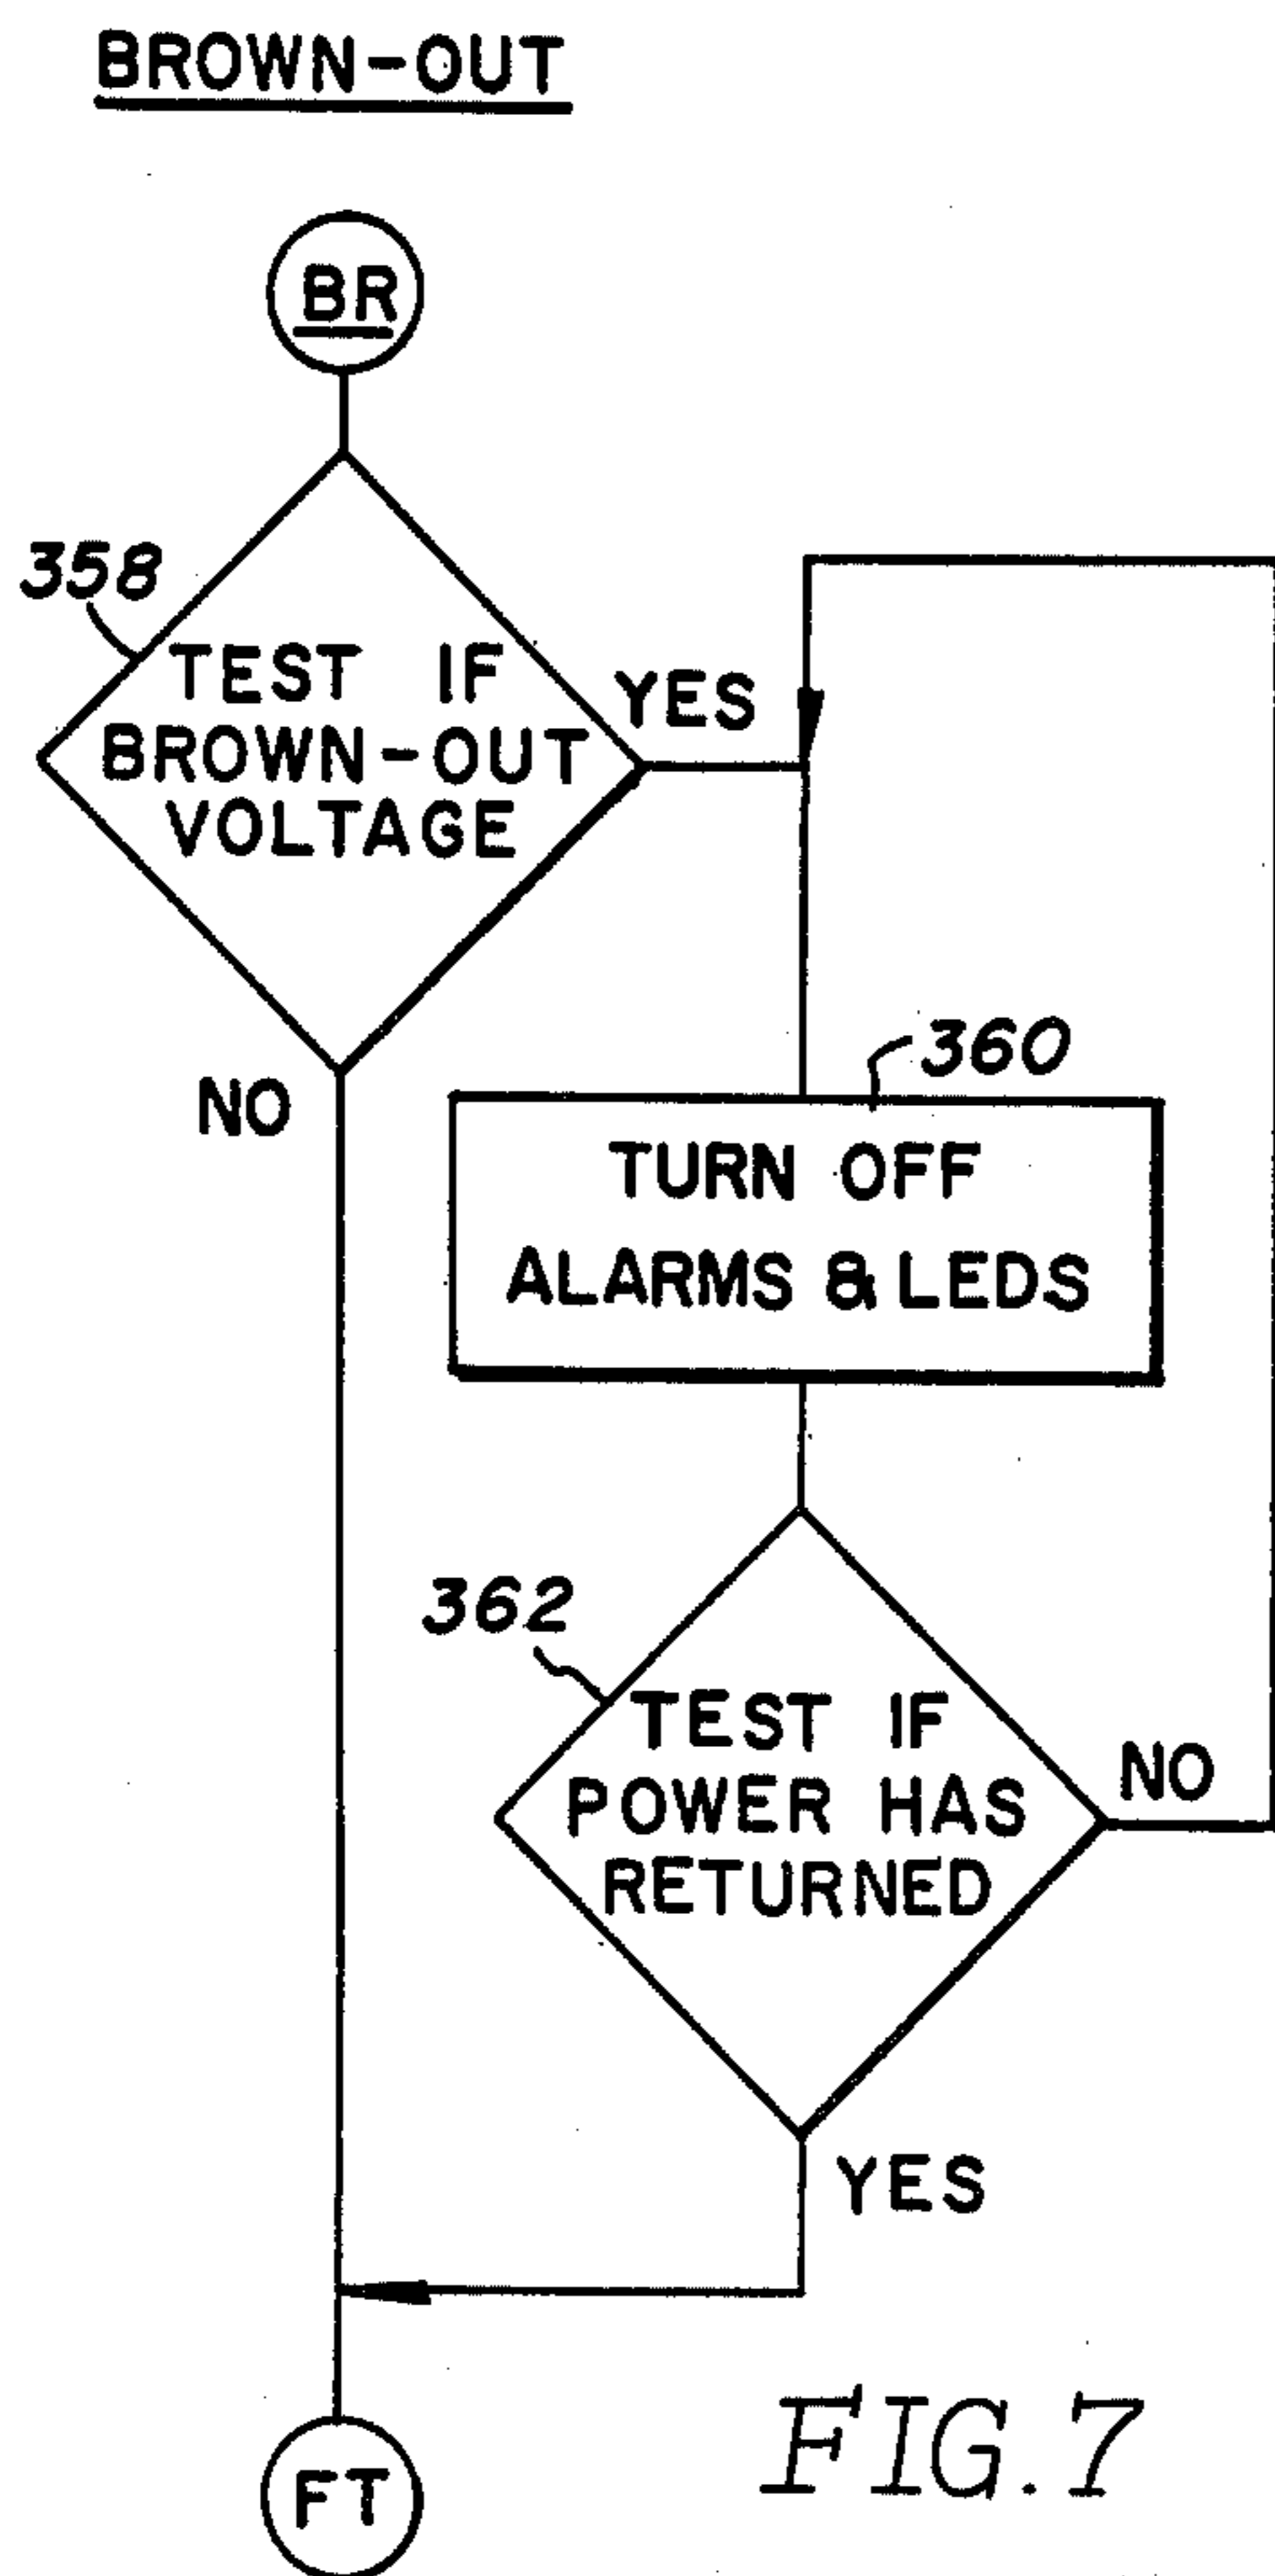 BROWN-OUT
BR
358
TEST IF
BROWN-OUT
VOLTAGE
YES
NO
360
TURN OFF
ALARMS & LEDS
362
TEST IF
POWER HAS
RETURNED
NO
YES
FT
FIG. 7